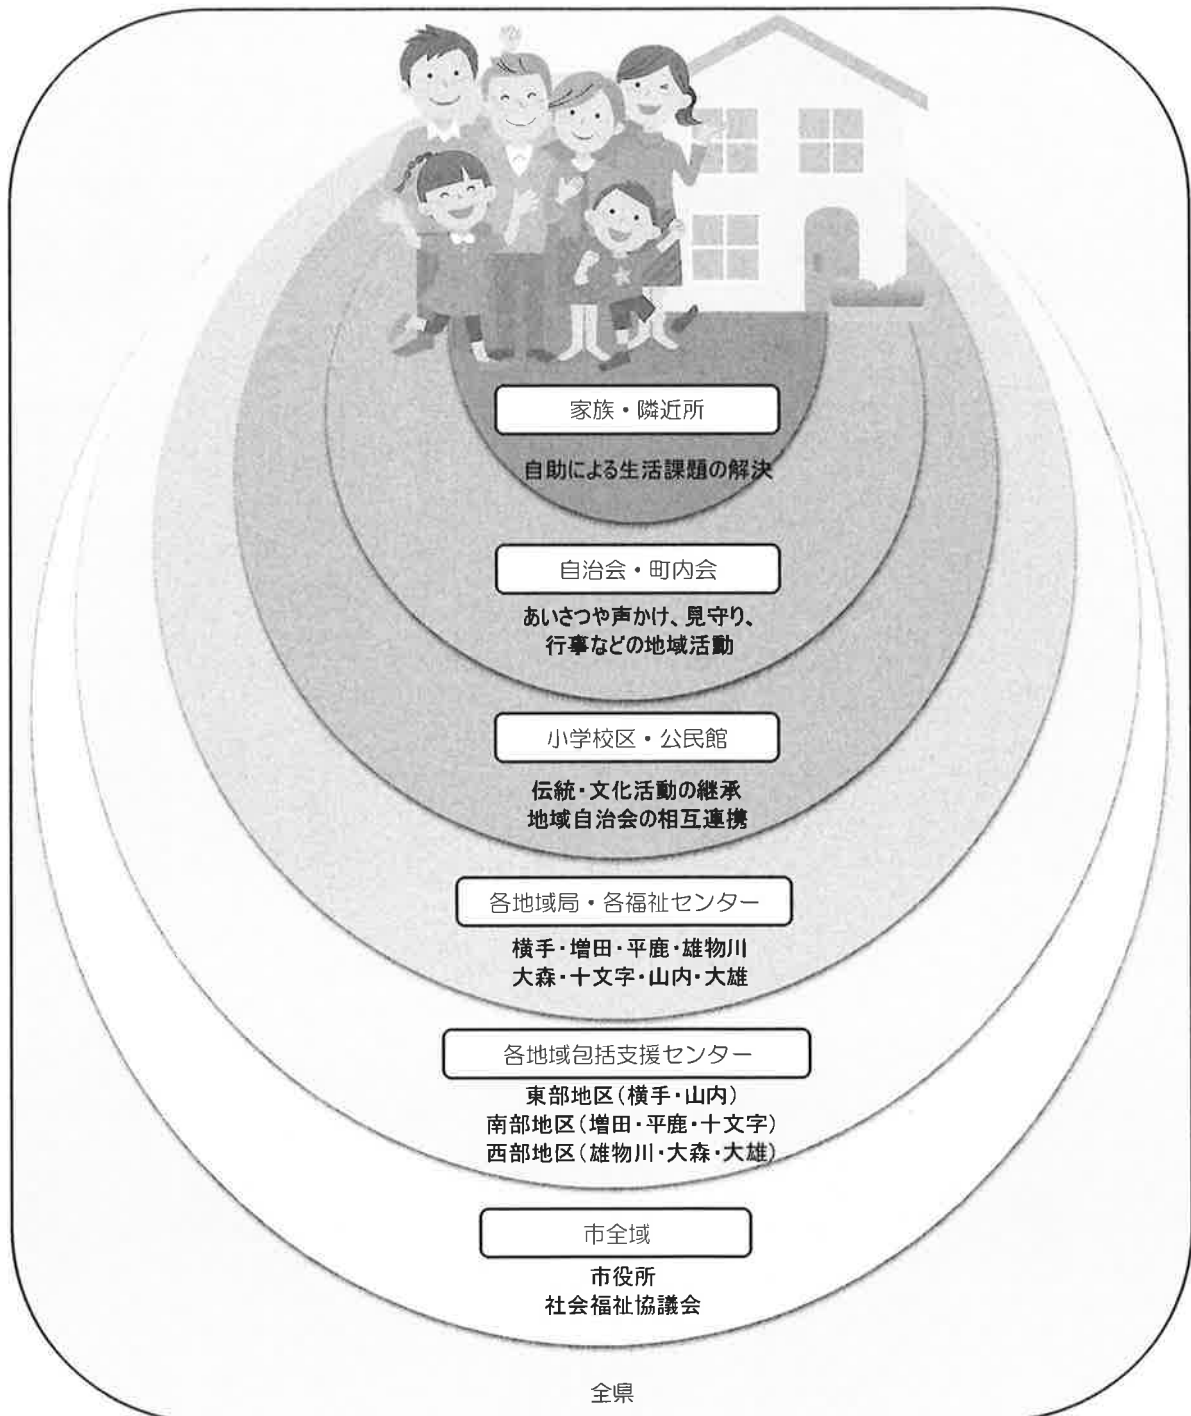 家族・隣近所
自助による生活課題の解決
自治会・町内会
あいさつや声かけ、見守り、
行事などの地域活動
小学校区・公民館
伝統・文化活動の継承
地域自治会の相互連携
各地域局・各福祉センター
横手・増田・平鹿・雄物川
大森・十文字・山内・大雄
各地域包括支援センター
東部地区(横手・山内)
南部地区(増田・平鹿・十文字)
西部地区(雄物川・大森・大雄)
市全域
市役所
社会福祉協議会
全県